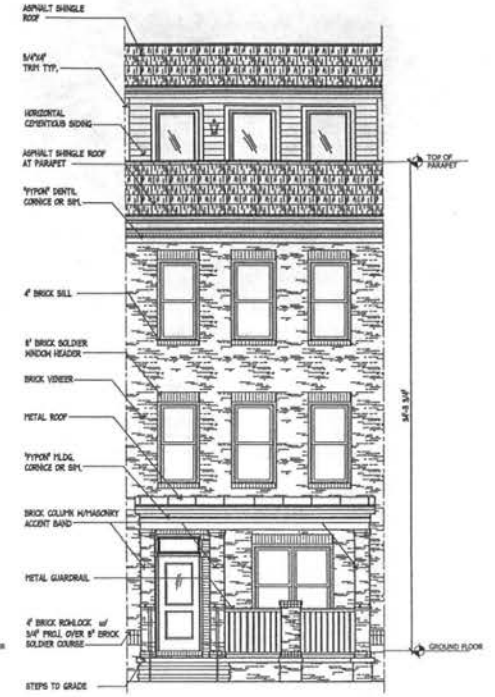 ASPHALT SHINGLE
ROOF
5/4"X4"
TRIM TYP.
HORIZONTAL
CEMENTIOUS SIDING
ASPHALT SHINGLE ROOF
AT PARAPET
TOP OF
PARAPET
"FYPON" DENTIL
CORNICE OR SIM.
4" BRICK SILL
8" BRICK SOLDIER
WINDOW HEADER
BRICK VENEER
METAL ROOF
"FYPON" MLDG.
CORNICE OR SIM.
BRICK COLUMN W/MASONRY
ACCENT BAND
METAL GUARDRAIL
4" BRICK ROWLOCK w/
3/4" PROJ. OVER 8" BRICK
SOLDIER COURSE
GROUND FLOOR
STEPS TO GRADE